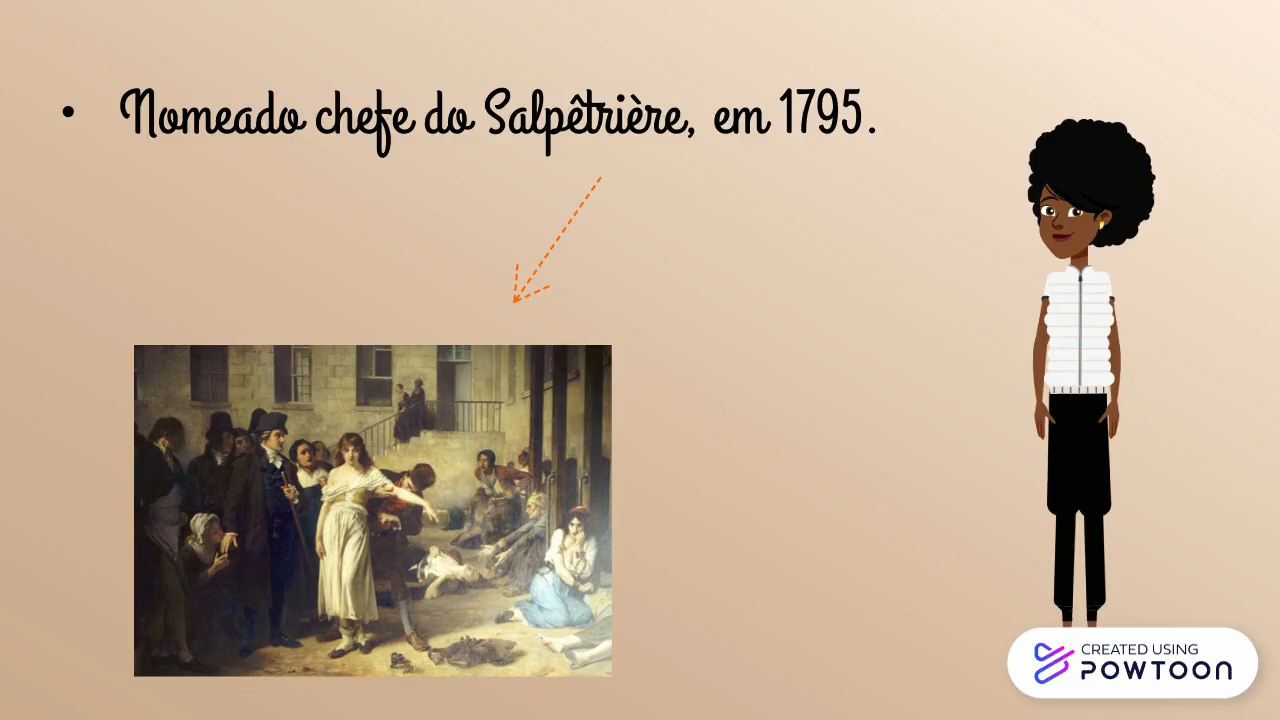 • Nomeado chefe do Salpêtrière, em 1795.
CREATED USING
POWTOON